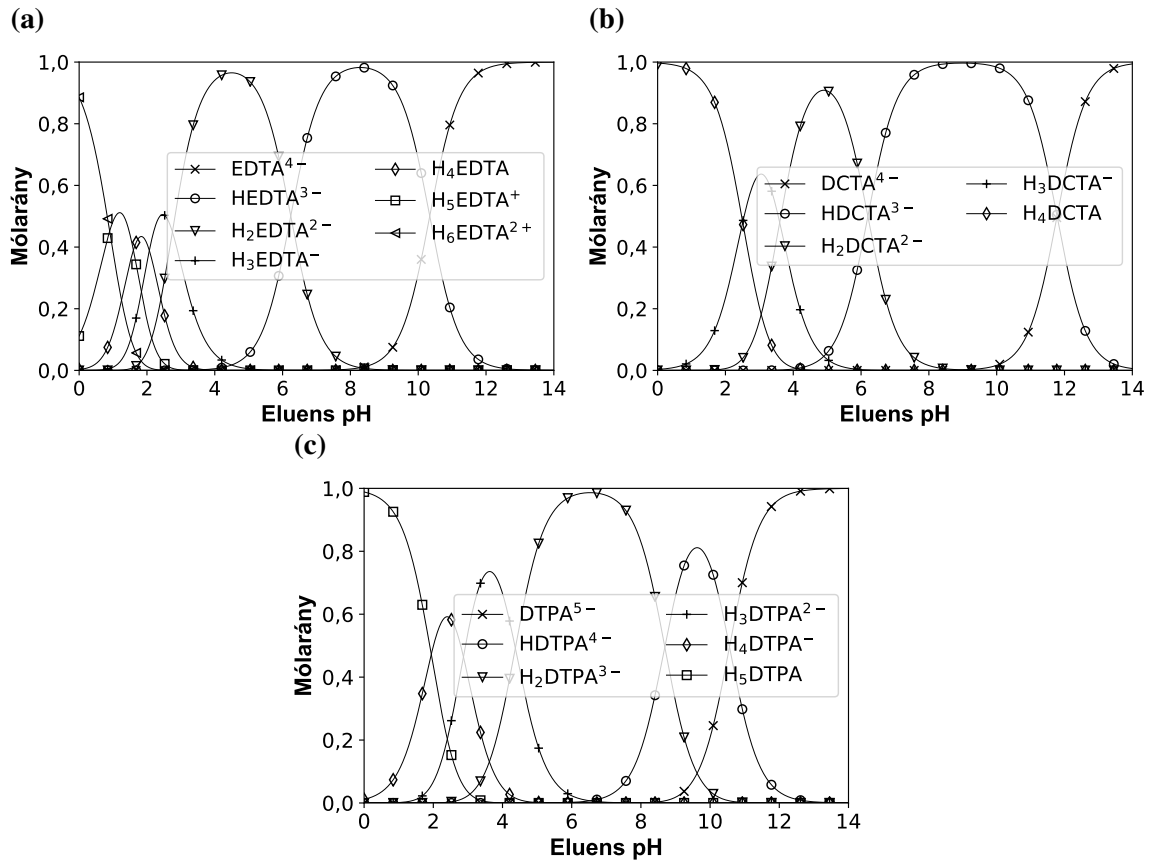 (a)
Mólarány
1,0
0,8
0,6
0,4
0,2
0,0
EDTA⁴⁻
HEDTA³⁻
H₂EDTA²⁻
H₃EDTA⁻
H₄EDTA
H₅EDTA⁺
H₆EDTA²⁺
0 2 4 6 8 10 12 14
Eluens pH
(b)
Mólarány
1,0
0,8
0,6
0,4
0,2
0,0
DCTA⁴⁻
HDCTA³⁻
H₂DCTA²⁻
H₃DCTA⁻
H₄DCTA
0 2 4 6 8 10 12 14
Eluens pH
(c)
Mólarány
1,0
0,8
0,6
0,4
0,2
0,0
DTPA⁵⁻
HDTPA⁴⁻
H₂DTPA³⁻
H₃DTPA²⁻
H₄DTPA⁻
H₅DTPA
0 2 4 6 8 10 12 14
Eluens pH